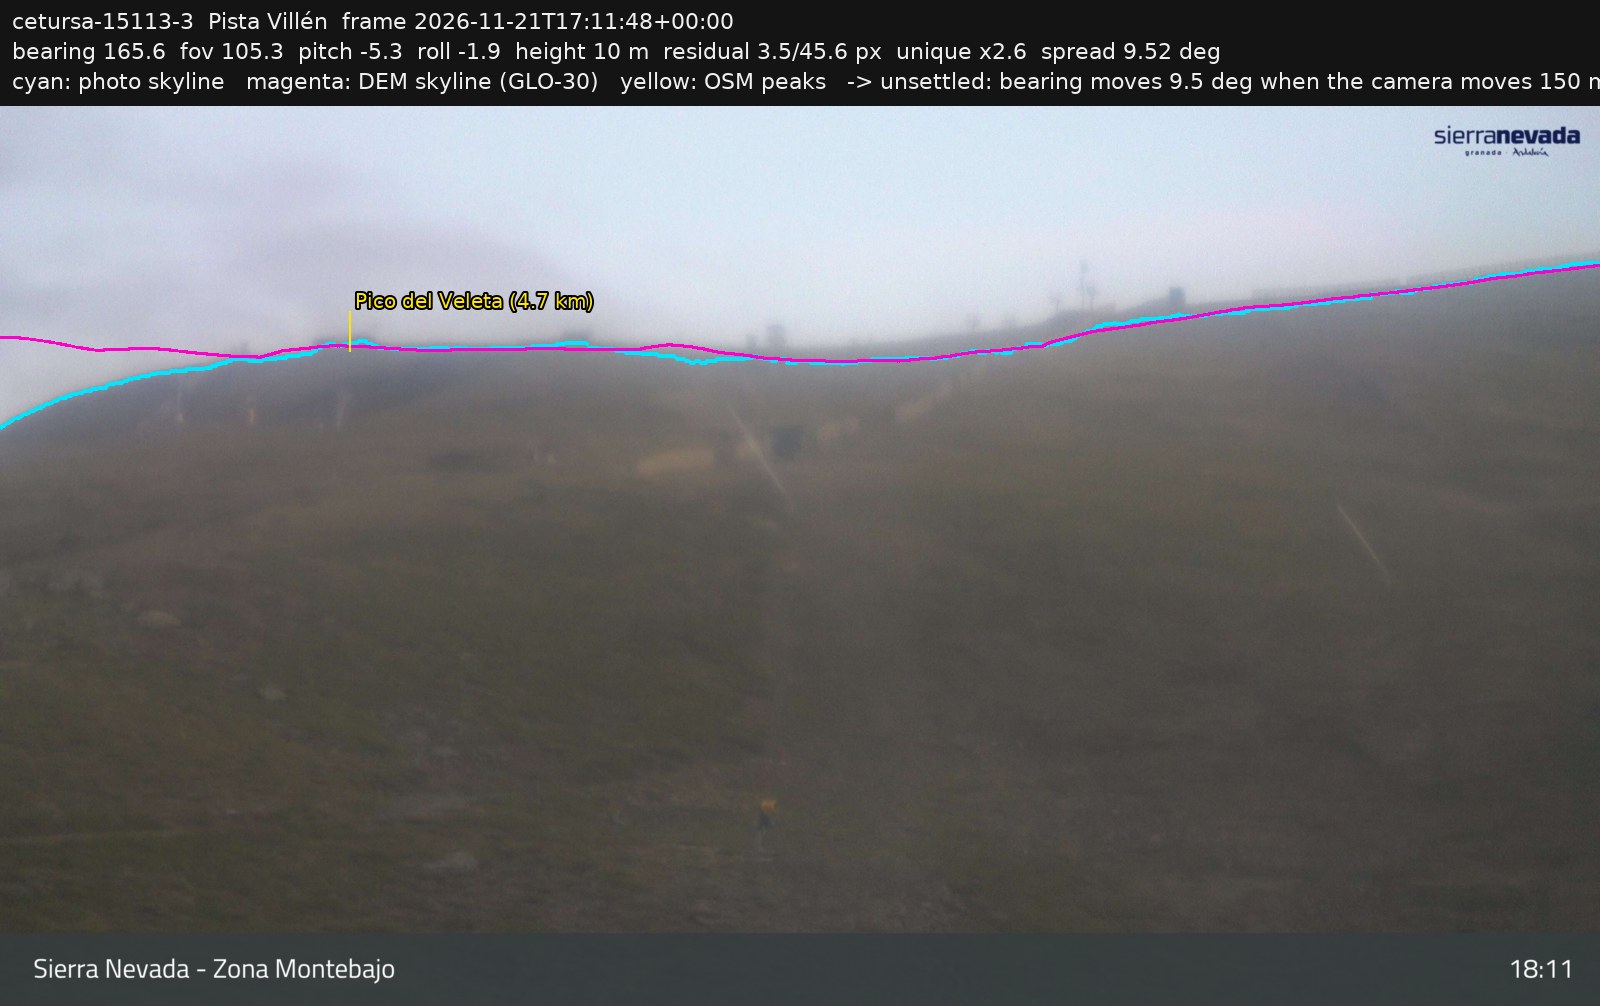 cetursa-15113-3  Pista Villén  frame 2026-11-21T17:11:48+00:00
bearing 165.6  fov 105.3  pitch -5.3  roll -1.9  height 10 m  residual 3.5/45.6 px  unique x2.6  spread 9.52 deg
cyan: photo skyline   magenta: DEM skyline (GLO-30)   yellow: OSM peaks   -> unsettled: bearing moves 9.5 deg when the camera moves 150 m
sierranevada
granada · Andalucía
Pico del Veleta (4.7 km)
Sierra Nevada - Zona Montebajo
18:11